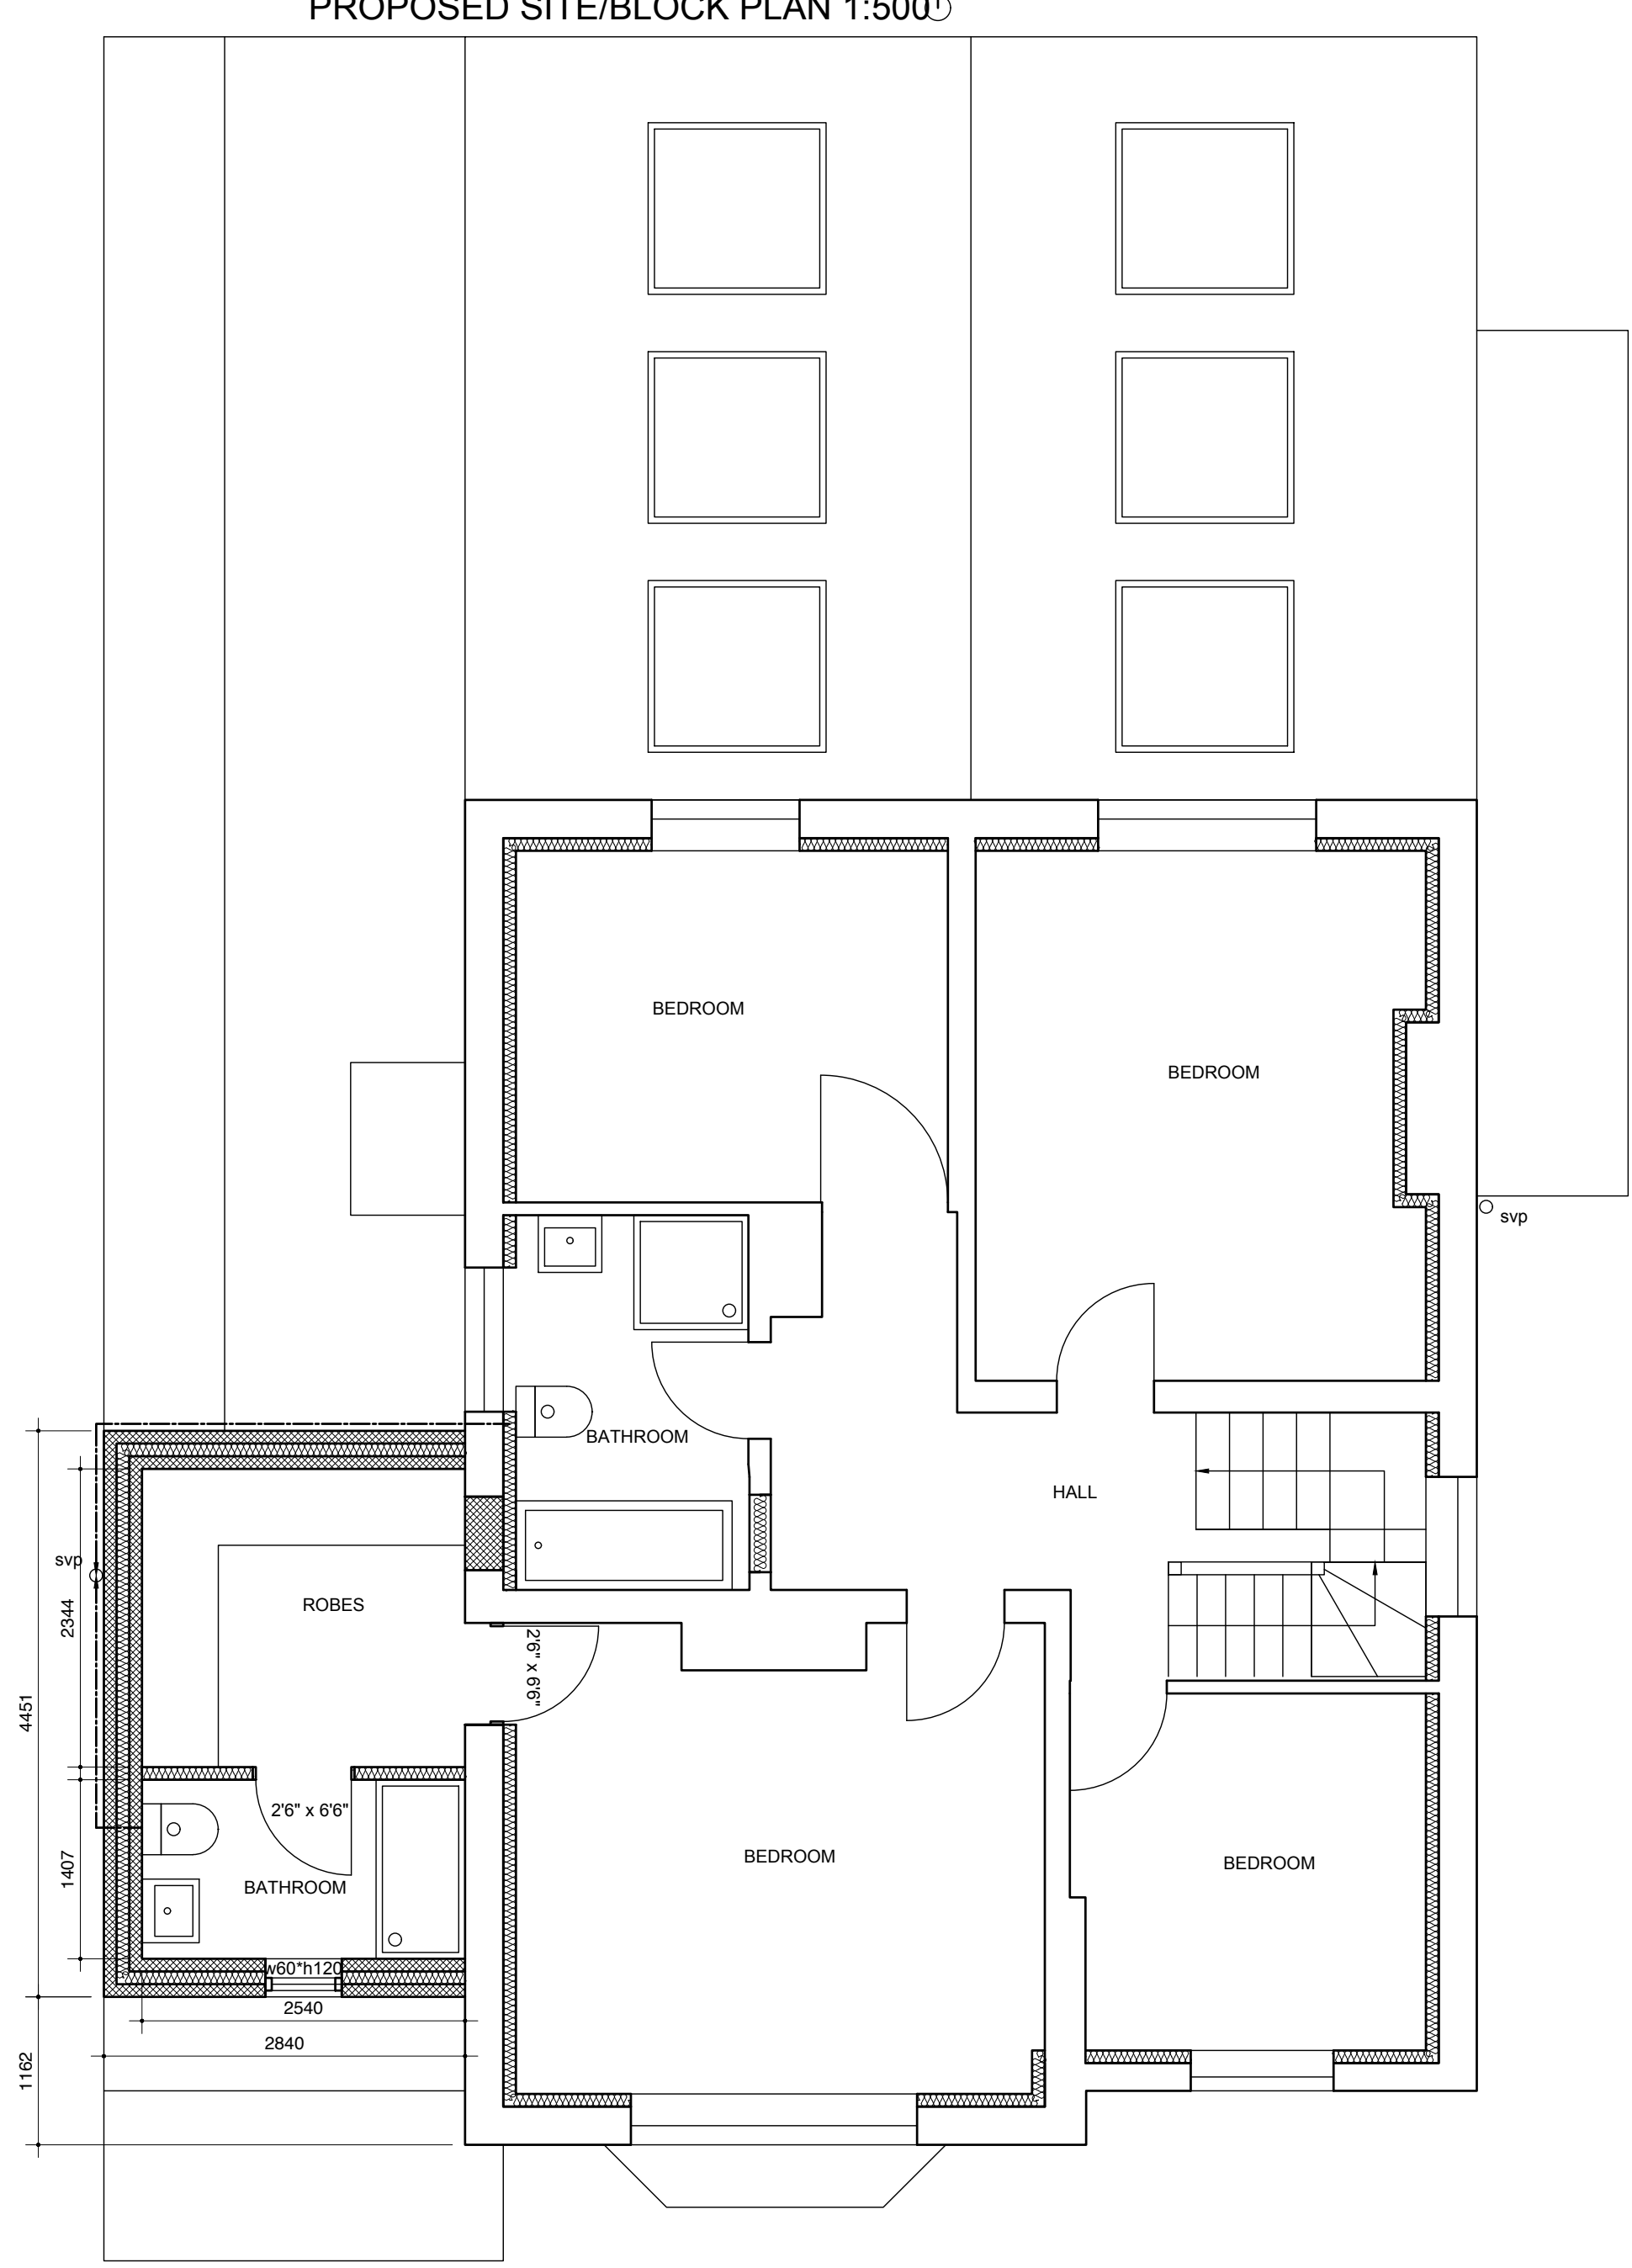 PROPOSED SITE/BLOCK PLAN 1:500
BEDROOM
BEDROOM
svp
BATHROOM
HALL
svp
ROBES
2344
2'6" x 6'6"
4451
2'6" x 6'6"
1407
BEDROOM
BEDROOM
BATHROOM
w60*h120
2540
2840
1162